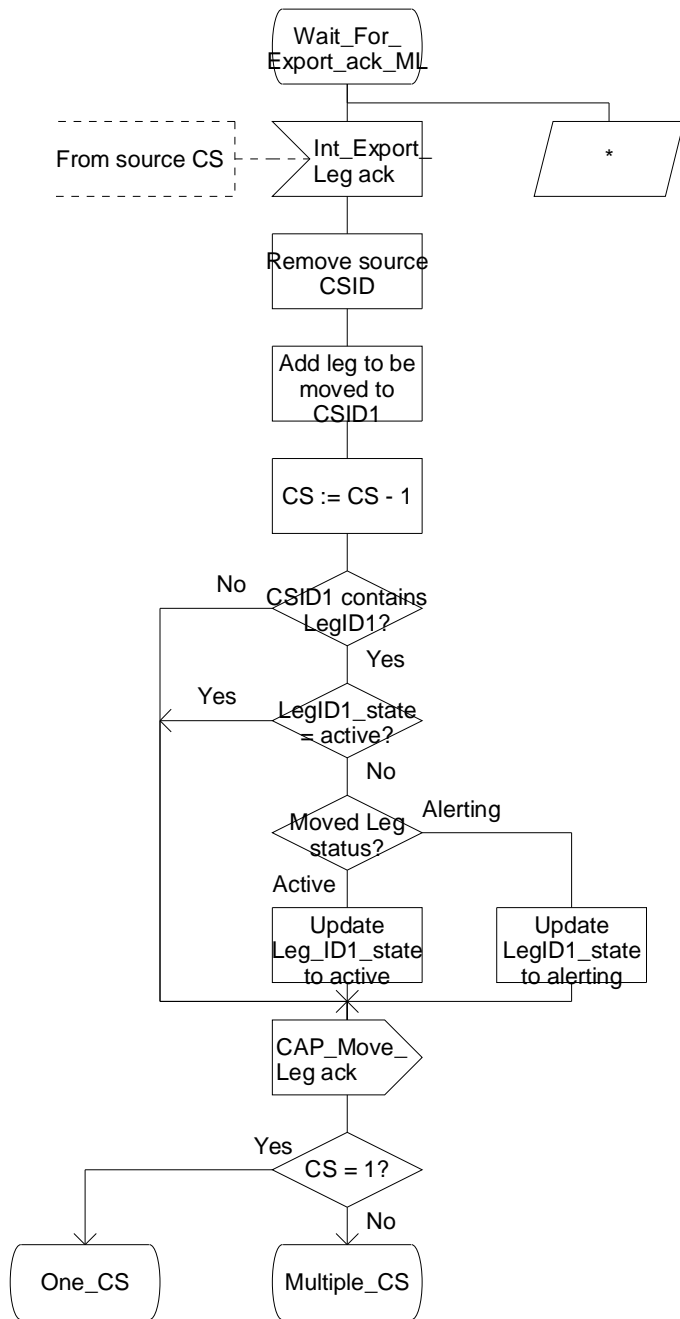 Wait_For_
Export_ack_ML
From source CS
Int_Export_
Leg ack
*
Remove source
CSID
Add leg to be
moved to
CSID1
CS := CS - 1
No
CSID1 contains
LegID1?
Yes
Yes
LegID1_state
= active?
No
Moved Leg
status?
Alerting
Active
Update
Leg_ID1_state
to active
Update
LegID1_state
to alerting
CAP_Move_
Leg ack
Yes
CS = 1?
No
One_CS
Multiple_CS